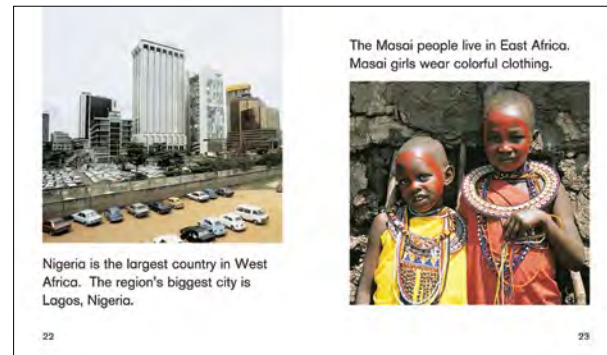 Nigeria is the largest country in West
Africa. The region's biggest city is
Lagos, Nigeria.
22
The Masai people live in East Africa.
Masai girls wear colorful clothing.
23